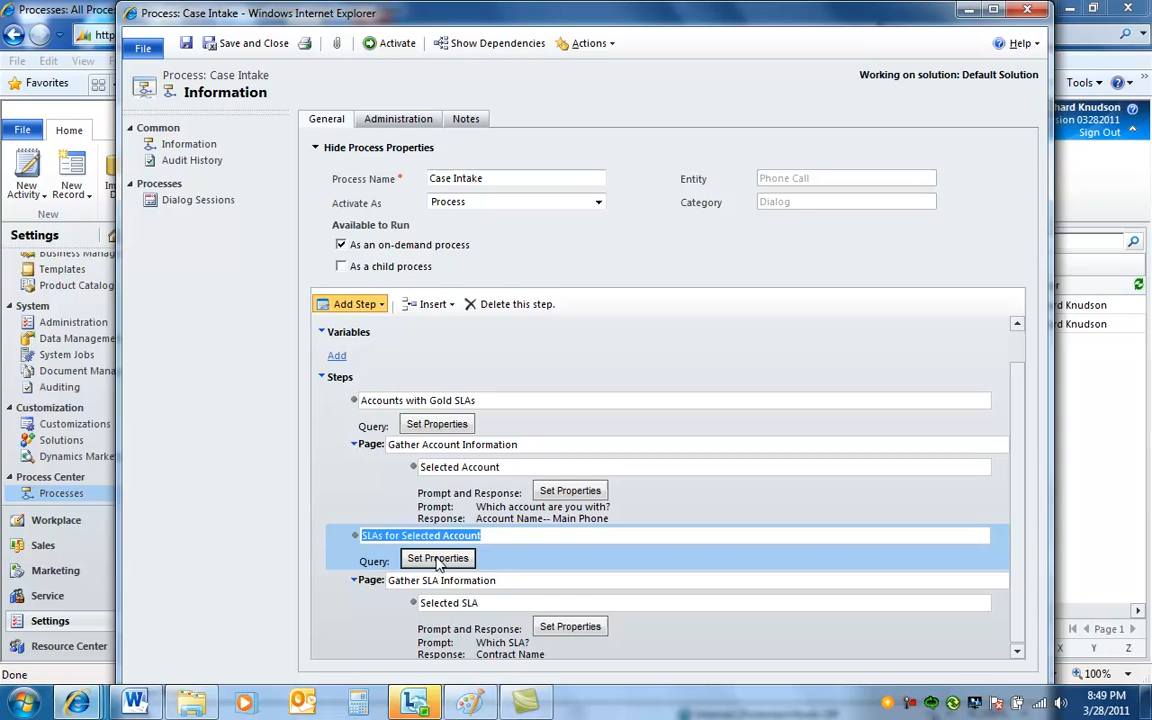 Processes: All Proce
Process: Case Intake - Windows Internet Explorer
http
File
Save and Close
Activate
Show Dependencies
Actions
Help
File Edit View
Favorites
Tools
Process: Case Intake
Information
Working on solution: Default Solution
hard Knudson
sion 03282011
Sign Out
File
Home
New Activity
New Record
Im
D
New
Common
Information
Audit History
Processes
Dialog Sessions
General
Administration
Notes
Hide Process Properties
Process Name *
Case Intake
Entity
Phone Call
Activate As
Process
Category
Dialog
Available to Run
As an on-demand process
As a child process
Add Step
Insert
Delete this step.
Variables
Add
Steps
Accounts with Gold SLAs
Query:
Set Properties
Page: Gather Account Information
Selected Account
Prompt and Response:
Set Properties
Prompt: Which account are you with?
Response: Account Name-- Main Phone
SLAs for Selected Account
Query:
Set Properties
Page: Gather SLA Information
Selected SLA
Prompt and Response:
Set Properties
Prompt: Which SLA?
Response: Contract Name
Settings
Business Manag
Templates
Product Catalog
System
Administration
Data Manageme
System Jobs
Document Mana
Auditing
Customization
Customizations
Solutions
Dynamics Marke
Process Center
Processes
Workplace
Sales
Marketing
Service
Settings
Resource Center
er
ard Knudson
ard Knudson
Page 1
X Y Z
Done
100%
8:49 PM
3/28/2011